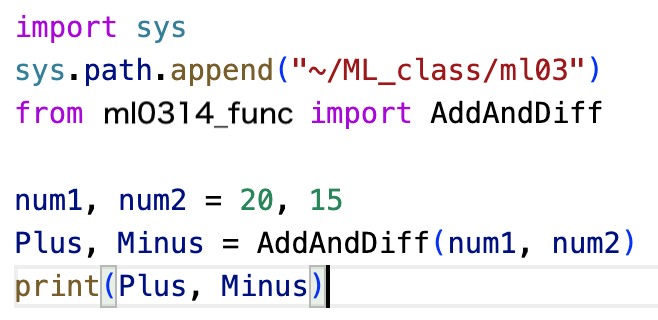 import sys
sys.path.append("~/ML_class/ml03")
from ml0314_func import AddAndDiff
num1, num2 = 20, 15
Plus, Minus = AddAndDiff(num1, num2)
print(Plus, Minus)